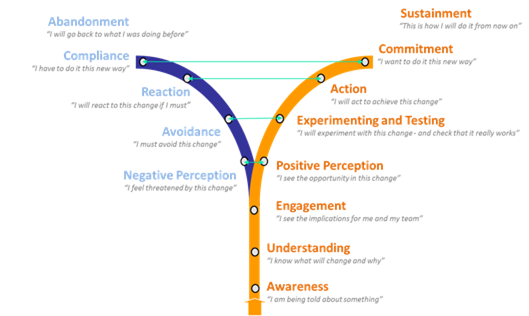 Abandonment
"I will go back to what I was doing before"
Compliance
"I have to do it this new way"
Reaction
"I will react to this change if I must"
Avoidance
"I must avoid this change"
Negative Perception
"I feel threatened by this change"
Sustainment
"This is how I will do it from now on"
Commitment
"I want to do it this new way"
Action
"I will act to achieve this change"
Experimenting and Testing
"I will experiment with this change - and check that it really works"
Positive Perception
"I see the opportunity in this change"
Engagement
"I see the implications for me and my team"
Understanding
"I know what will change and why"
Awareness
"I am being told about something"